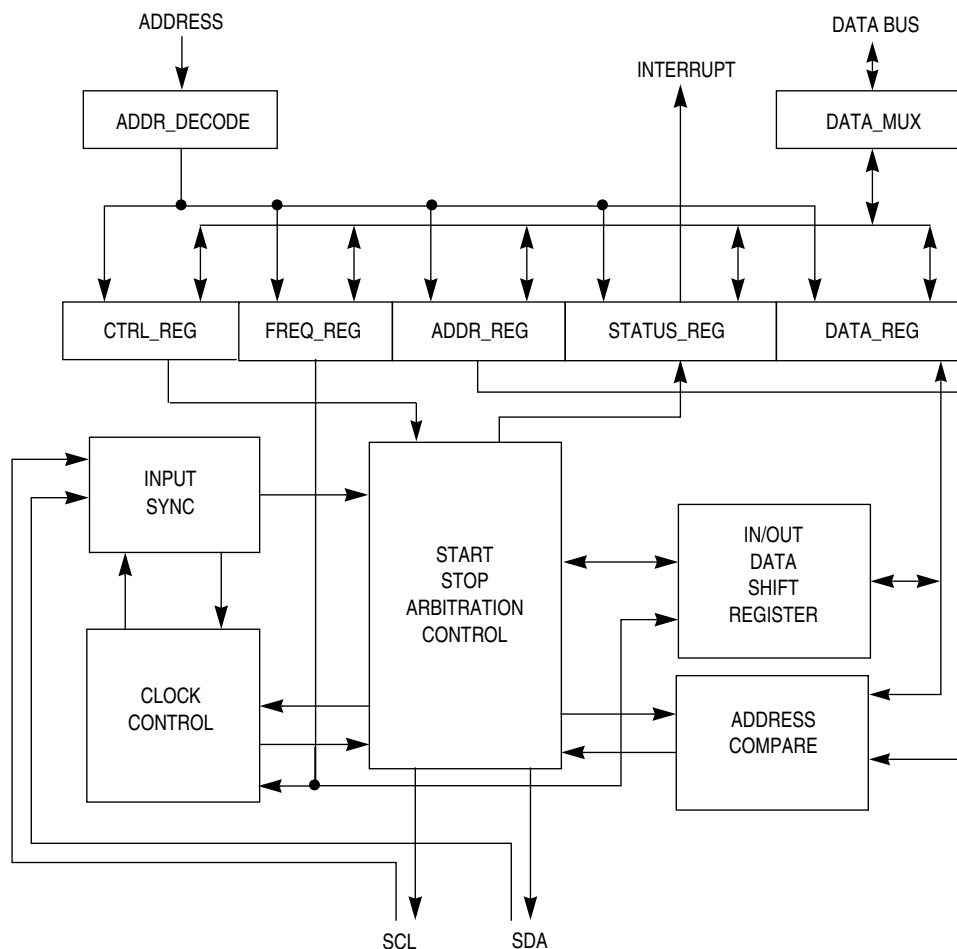 ADDRESS
DATA BUS
INTERRUPT
ADDR_DECODE
DATA_MUX
CTRL_REG
FREQ_REG
ADDR_REG
STATUS_REG
DATA_REG
INPUT
SYNC
START
STOP
ARBITRATION
CONTROL
IN/OUT
DATA
SHIFT
REGISTER
CLOCK
CONTROL
ADDRESS
COMPARE
SCL
SDA